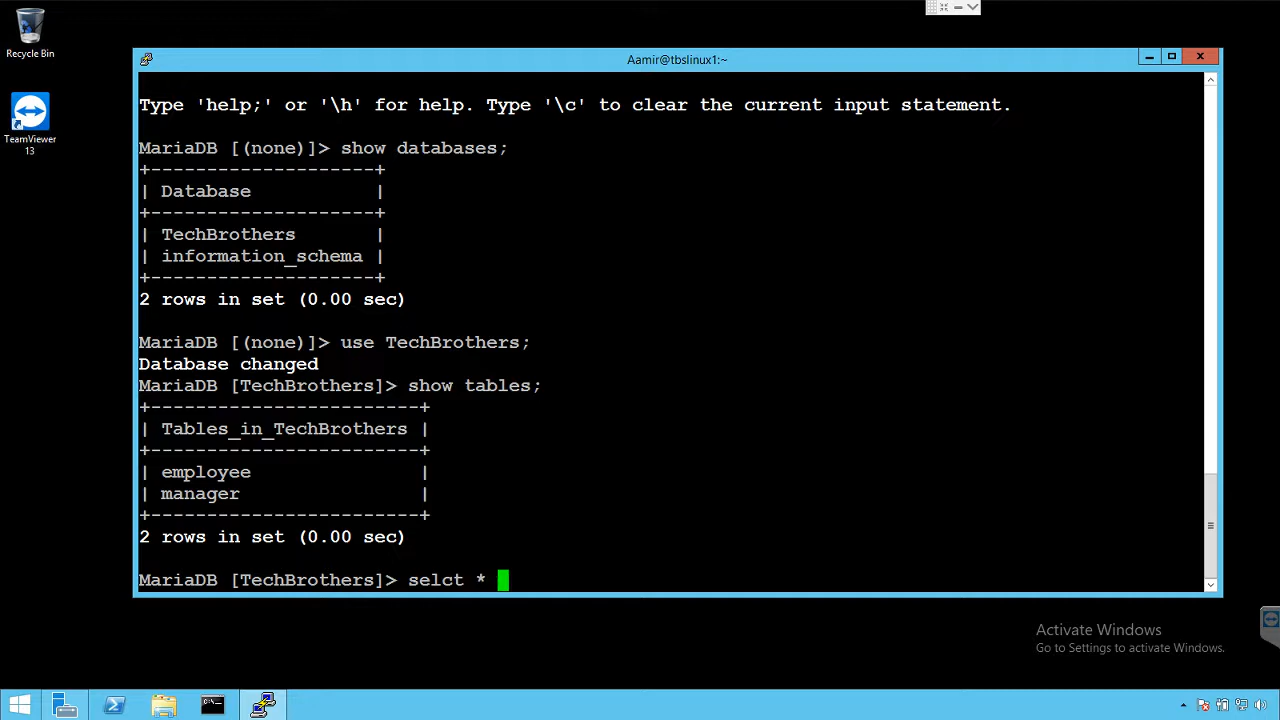 Recycle Bin
TeamViewer
13
Aamir@tbslinux1:~
Type 'help;' or '\h' for help. Type '\c' to clear the current input statement.
MariaDB [(none)]> show databases;
+--------------------+
| Database           |
+--------------------+
| TechBrothers       |
| information_schema |
+--------------------+
2 rows in set (0.00 sec)
MariaDB [(none)]> use TechBrothers;
Database changed
MariaDB [TechBrothers]> show tables;
+------------------------+
| Tables_in_TechBrothers |
+------------------------+
| employee               |
| manager                |
+------------------------+
2 rows in set (0.00 sec)
MariaDB [TechBrothers]> selct *
Activate Windows
Go to Settings to activate Windows.